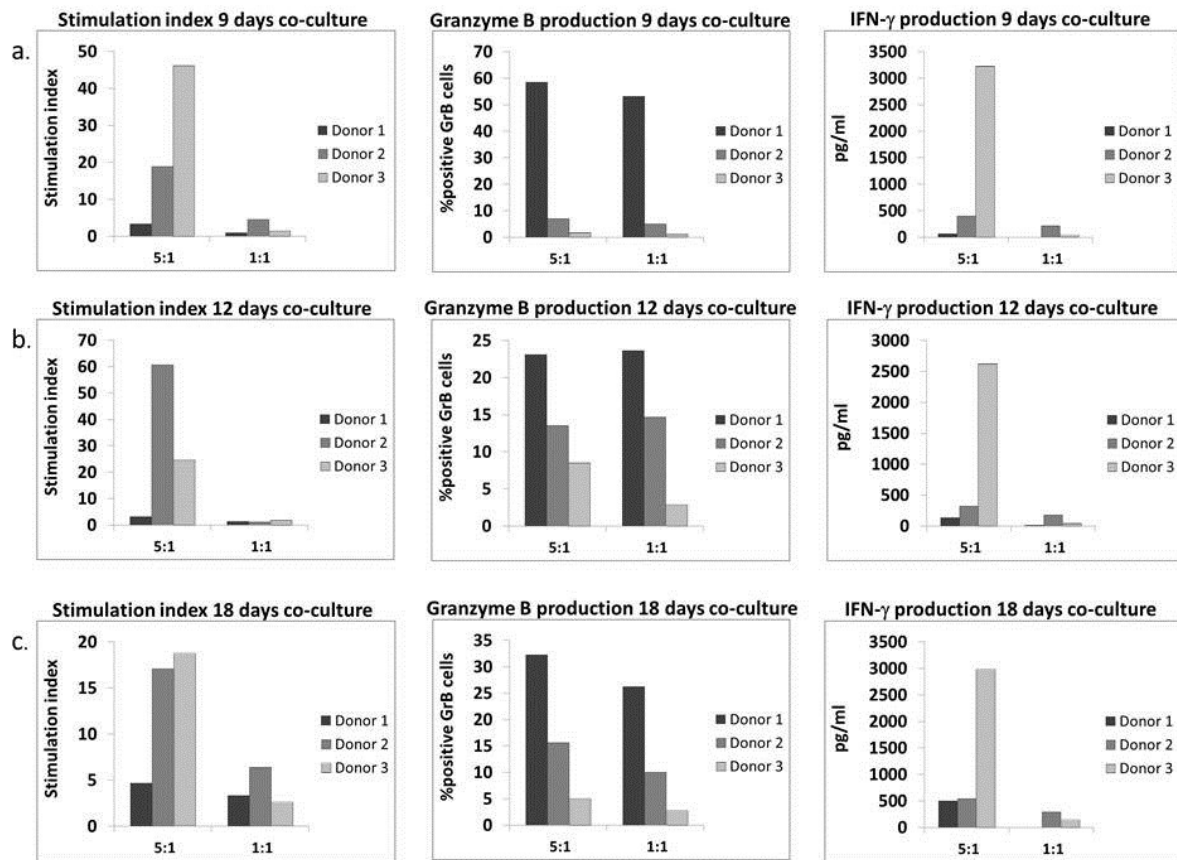 a.
Stimulation index 9 days co-culture
Stimulation index
50
40
30
20
10
0
5:1 1:1
Donor 1
Donor 2
Donor 3
Granzyme B production 9 days co-culture
%positive GrB cells
70
60
50
40
30
20
10
0
5:1 1:1
Donor 1
Donor 2
Donor 3
IFN-γ production 9 days co-culture
pg/ml
3500
3000
2500
2000
1500
1000
500
0
5:1 1:1
Donor 1
Donor 2
Donor 3
b.
Stimulation index 12 days co-culture
Stimulation index
70
60
50
40
30
20
10
0
5:1 1:1
Donor 1
Donor 2
Donor 3
Granzyme B production 12 days co-culture
%positive GrB cells
25
20
15
10
5
0
5:1 1:1
Donor 1
Donor 2
Donor 3
IFN-γ production 12 days co-culture
pg/ml
3000
2500
2000
1500
1000
500
0
5:1 1:1
Donor 1
Donor 2
Donor 3
c.
Stimulation index 18 days co-culture
Stimulation index
20
15
10
5
0
5:1 1:1
Donor 1
Donor 2
Donor 3
Granzyme B production 18 days co-culture
%positive GrB cells
35
30
25
20
15
10
5
0
5:1 1:1
Donor 1
Donor 2
Donor 3
IFN-γ production 18 days co-culture
pg/ml
3500
3000
2500
2000
1500
1000
500
0
5:1 1:1
Donor 1
Donor 2
Donor 3